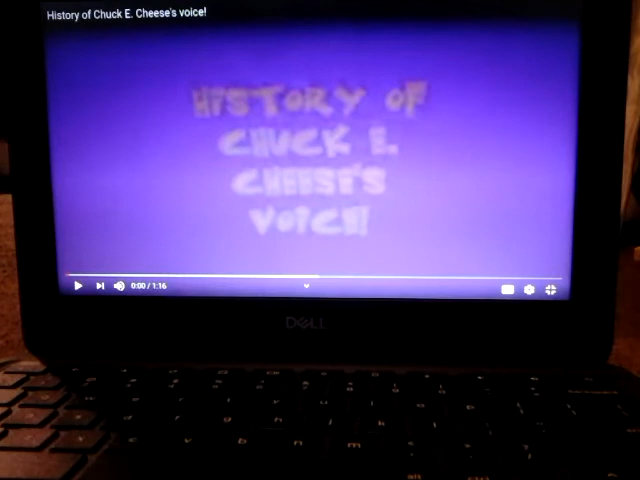 History of Chuck E. Cheese's voice!
HISTORY OF
CHUCK E.
CHEESE'S
VOICE!
0:00 / 1:16
DELL